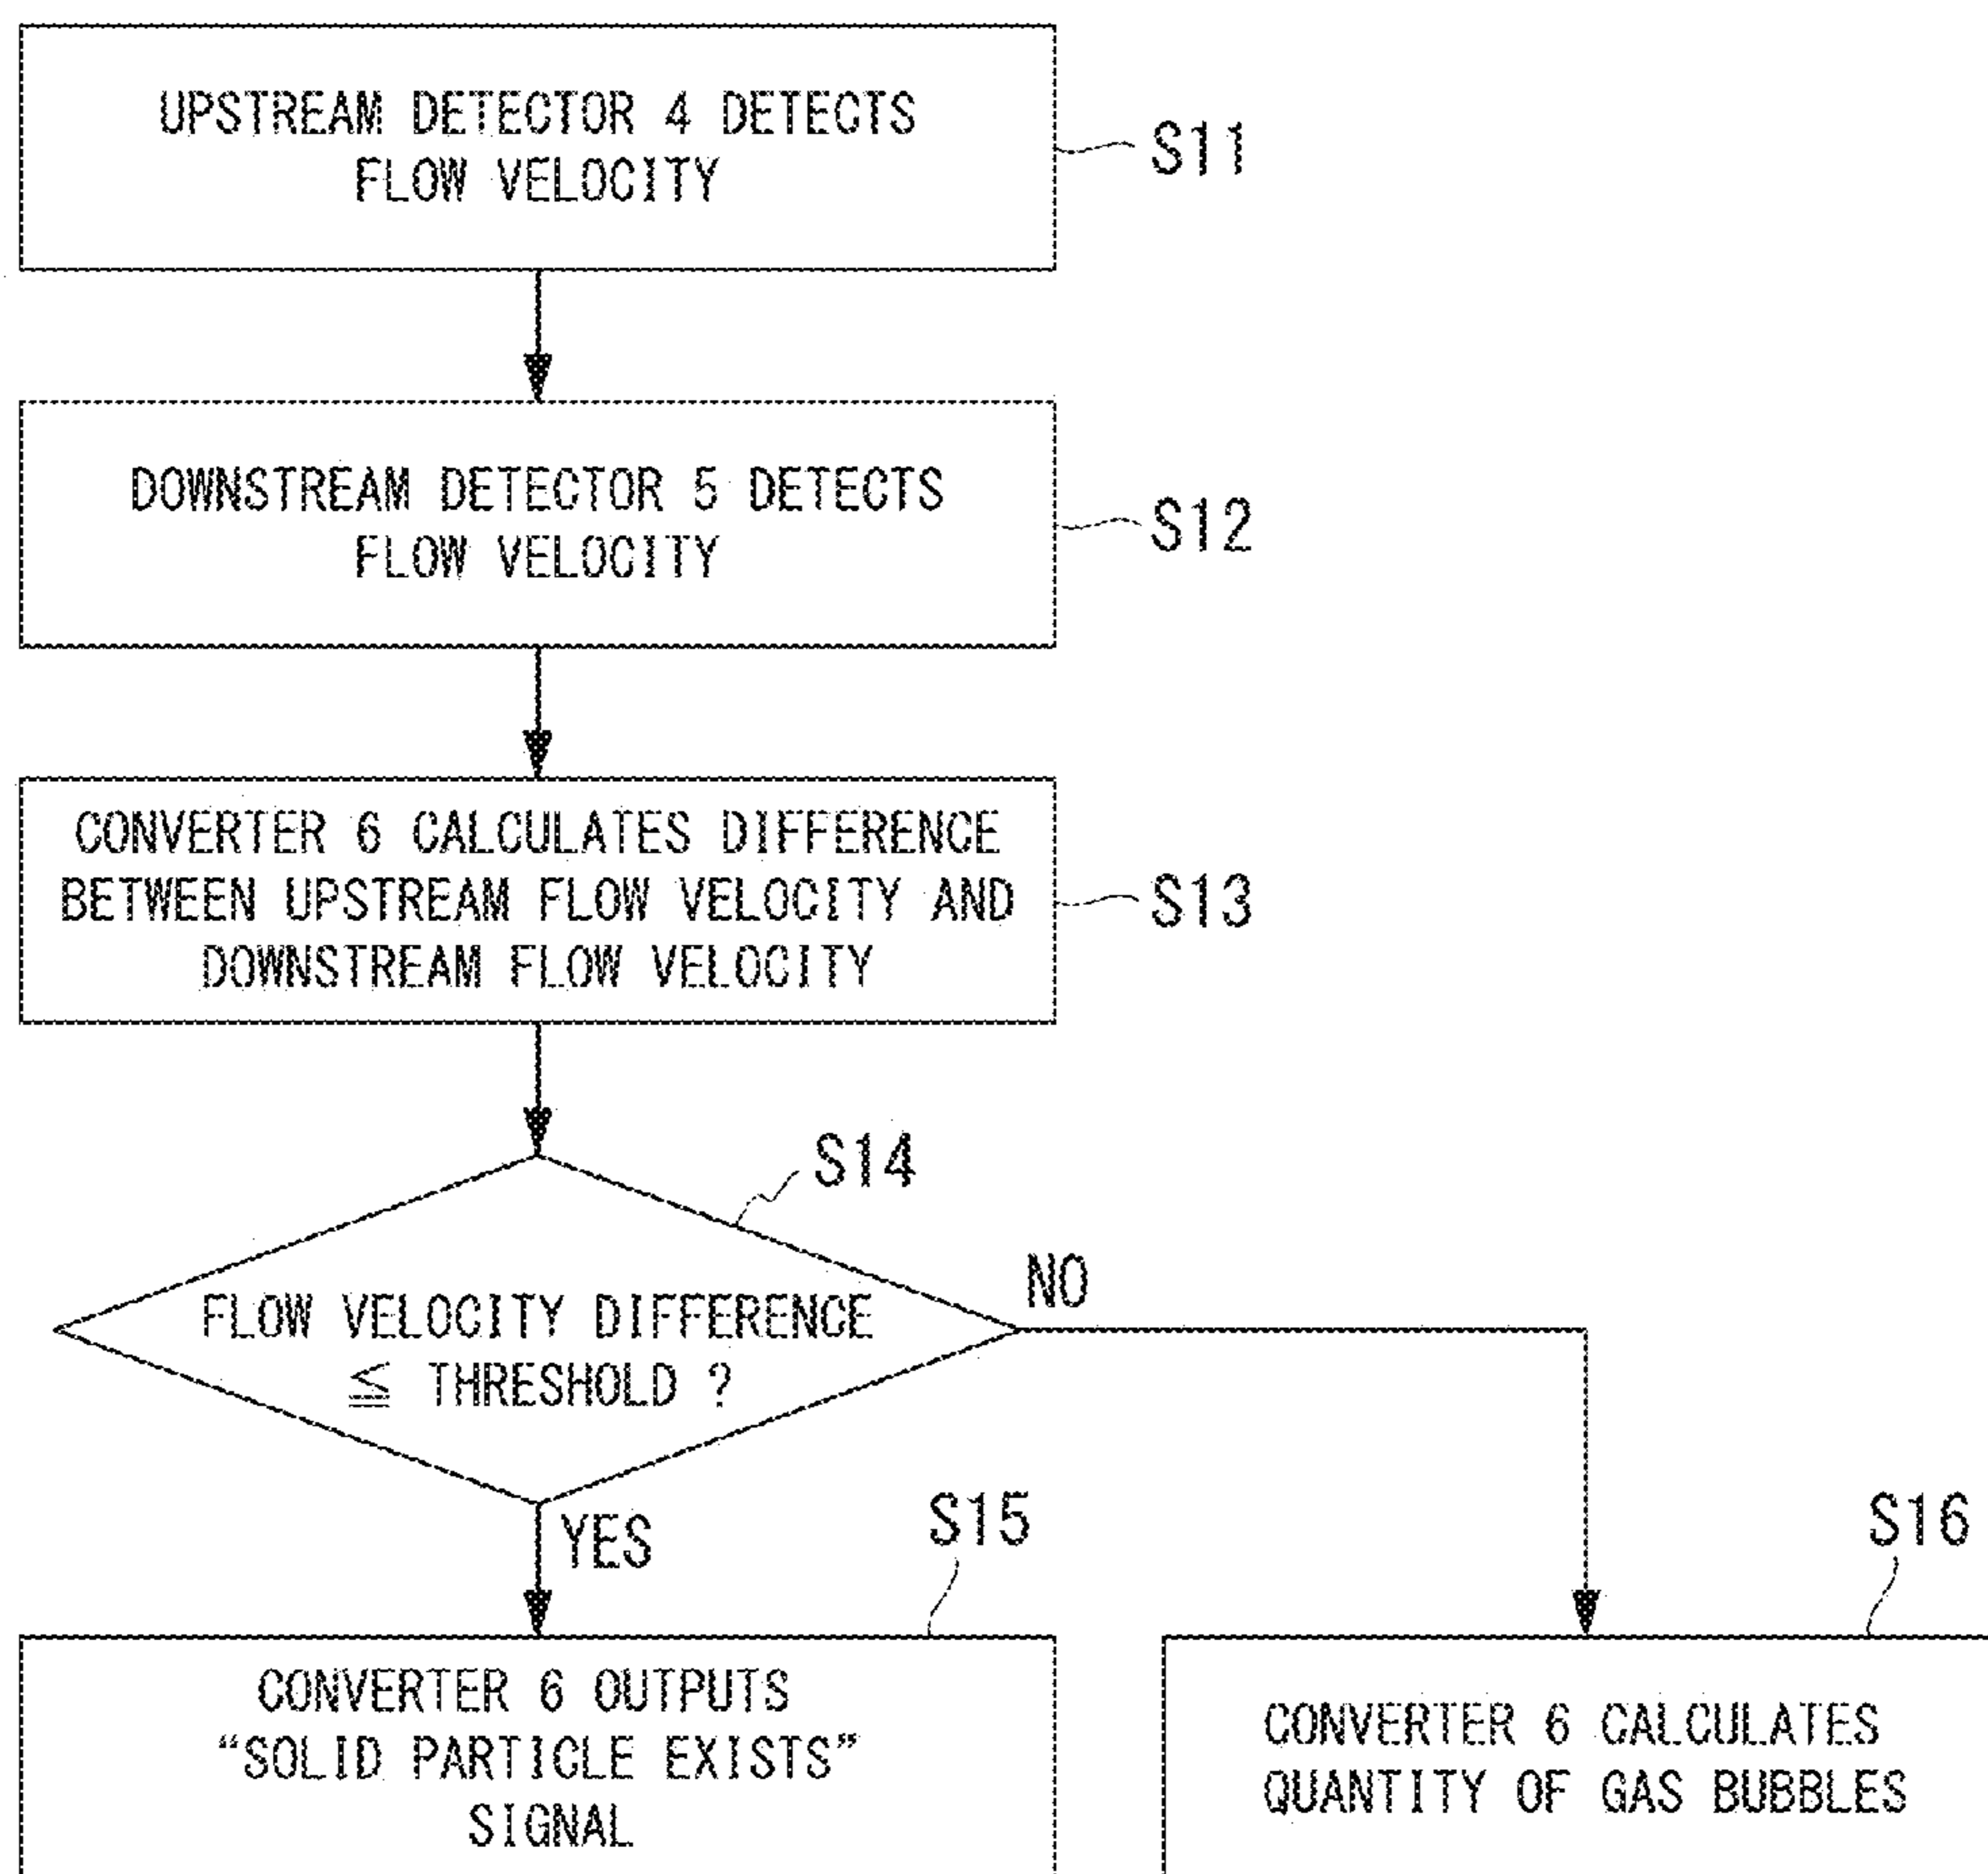 UPSTREAM DETECTOR 4 DETECTS
FLOW VELOCITY
S11
DOWNSTREAM DETECTOR 5 DETECTS
FLOW VELOCITY
S12
CONVERTER 6 CALCULATES DIFFERENCE
BETWEEN UPSTREAM FLOW VELOCITY AND
DOWNSTREAM FLOW VELOCITY
S13
S14
FLOW VELOCITY DIFFERENCE
≦ THRESHOLD ?
NO
YES
S15
CONVERTER 6 OUTPUTS
“SOLID PARTICLE EXISTS”
SIGNAL
S16
CONVERTER 6 CALCULATES
QUANTITY OF GAS BUBBLES